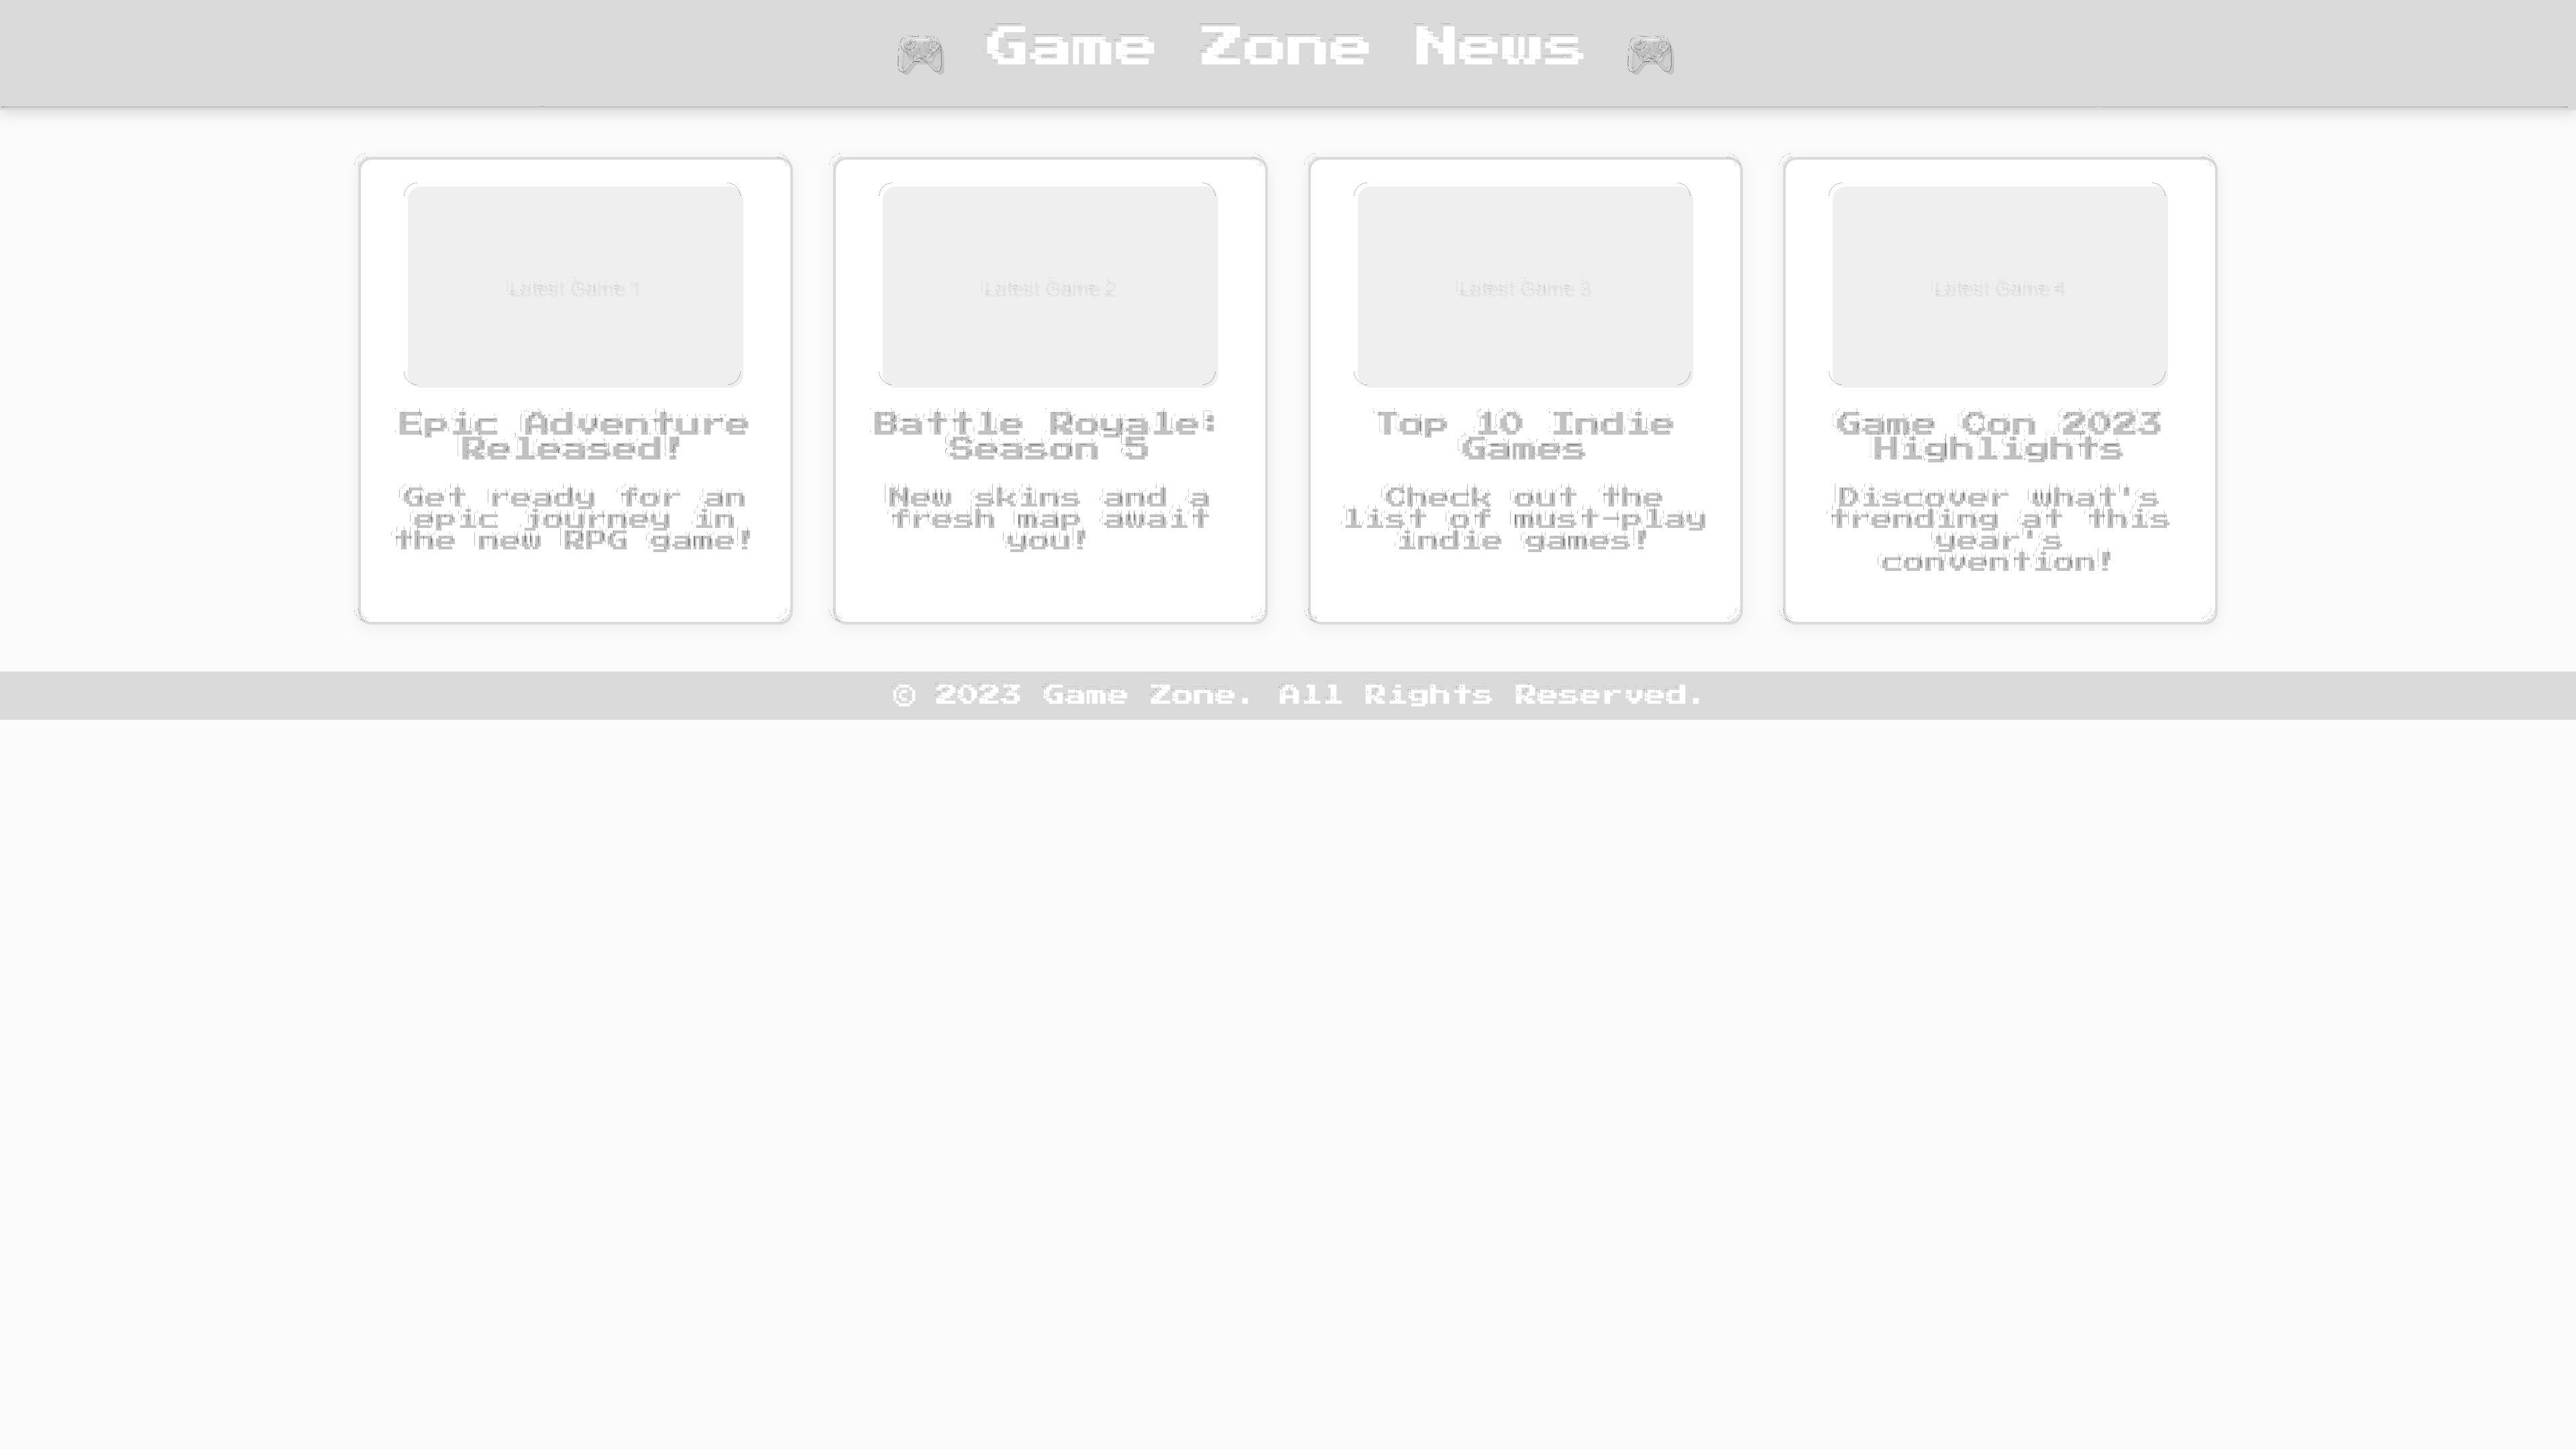 🎮 Game Zone News 🎮
Latest Game 1
Epic Adventure
Released!
Get ready for an
epic journey in
the new RPG game!
Latest Game 2
Battle Royale:
Season 5
New skins and a
fresh map await
you!
Latest Game 3
Top 10 Indie
Games
Check out the
list of must-play
indie games!
Latest Game 4
Game Con 2023
Highlights
Discover what's
trending at this
year's
convention!
© 2023 Game Zone. All Rights Reserved.